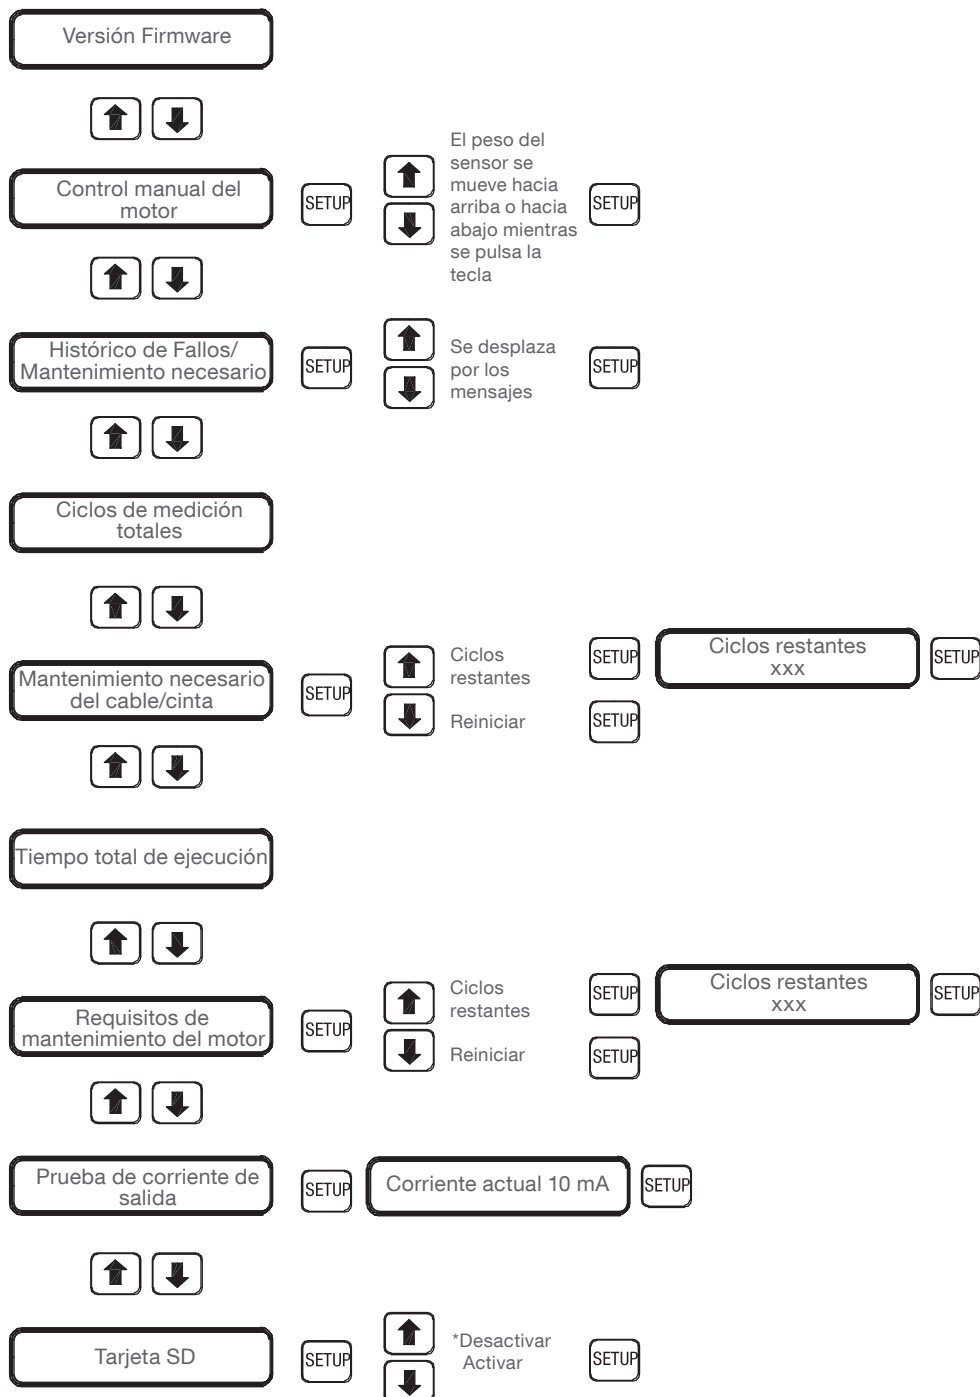 Versión Firmware
El peso del
sensor se
mueve hacia
arriba o hacia
abajo mientras
se pulsa la
tecla
Control manual del
motor
SETUP
SETUP
Histórico de Fallos/
Mantenimiento necesario
SETUP
Se desplaza
por los
mensajes
SETUP
Ciclos de medición
totales
Mantenimiento necesario
del cable/cinta
SETUP
Ciclos
restantes
SETUP
Ciclos restantes
xxx
SETUP
Reiniciar
SETUP
Tiempo total de ejecución
Requisitos de
mantenimiento del motor
SETUP
Ciclos
restantes
SETUP
Ciclos restantes
xxx
SETUP
Reiniciar
SETUP
Prueba de corriente de
salida
SETUP
Corriente actual 10 mA
SETUP
Tarjeta SD
SETUP
*Desactivar
Activar
SETUP